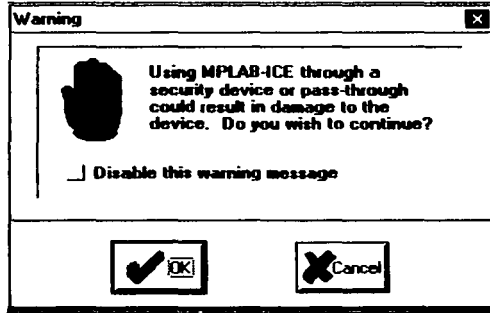 Warning
Using MPLAB-ICE through a
security device or pass-through
could result in damage to the
device. Do you wish to continue?
Disable this warning message
OK
Cancel